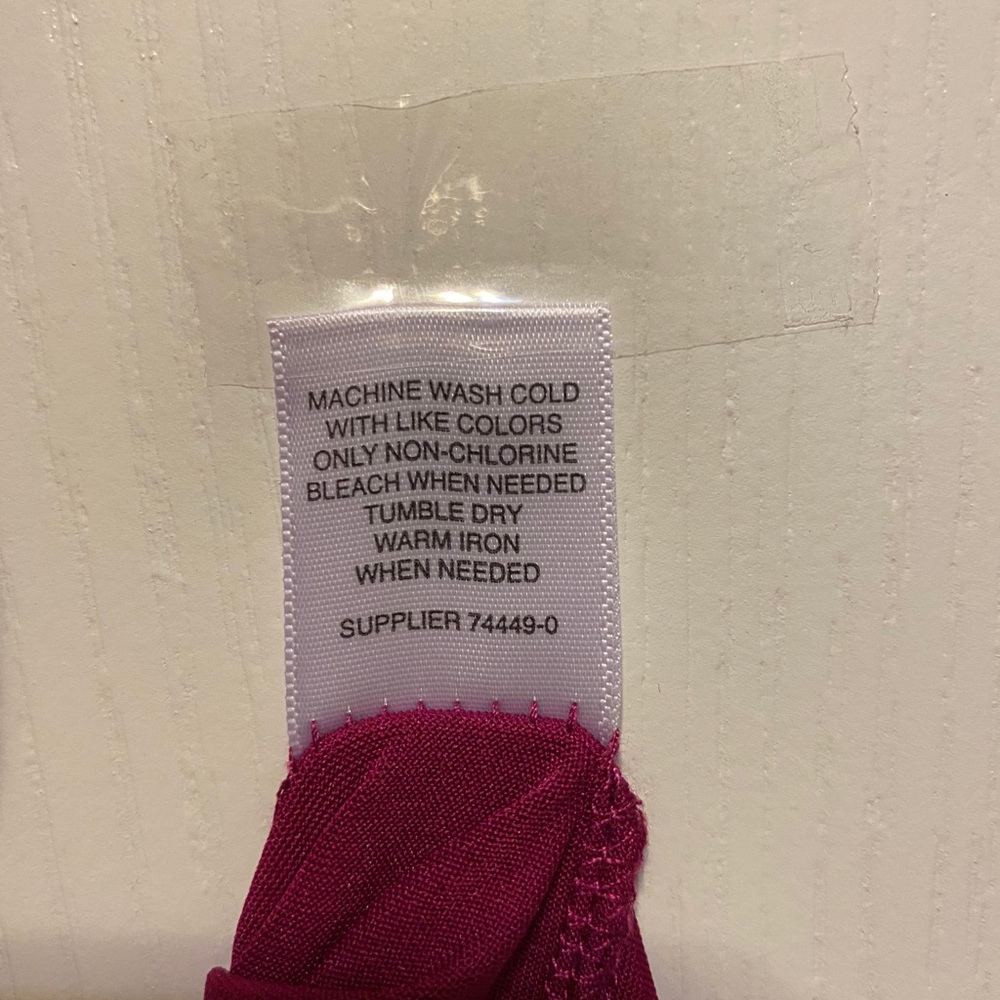 MACHINE WASH COLD
WITH LIKE COLORS
ONLY NON-CHLORINE
BLEACH WHEN NEEDED
TUMBLE DRY
WARM IRON
WHEN NEEDED
SUPPLIER 74449-0